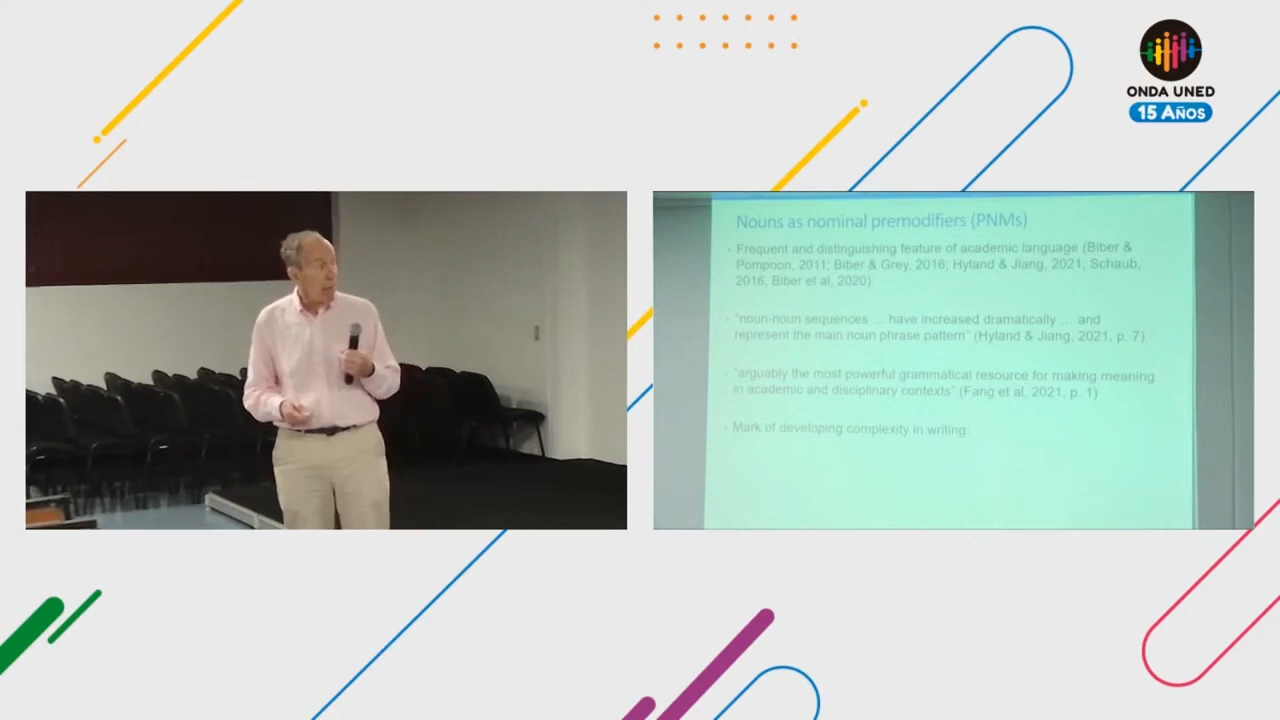 ONDA UNED
15 AÑOS
Nouns as nominal premodifiers (PNMs)
- Frequent and distinguishing feature of academic language (Biber &
Pompoon, 2011; Biber & Grey, 2016; Hyland & Jiang, 2021; Schaub,
2016, Biber et al, 2020).
- "noun-noun sequences … have increased dramatically … and
represent the main noun phrase pattern" (Hyland & Jiang, 2021, p. 7).
- "arguably the most powerful grammatical resource for making meaning
in academic and disciplinary contexts" (Fang et al, 2021, p. 1)
- Mark of developing complexity in writing: